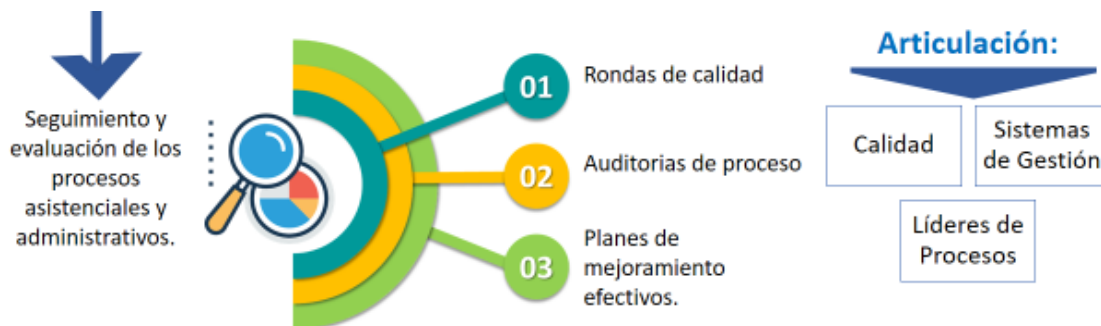 Seguimiento y
evaluación de los
procesos
asistenciales y
administrativos.
01
Rondas de calidad
02
Auditorias de proceso
03
Planes de
mejoramiento
efectivos.
Articulación:
Calidad
Sistemas
de Gestión
Líderes de
Procesos